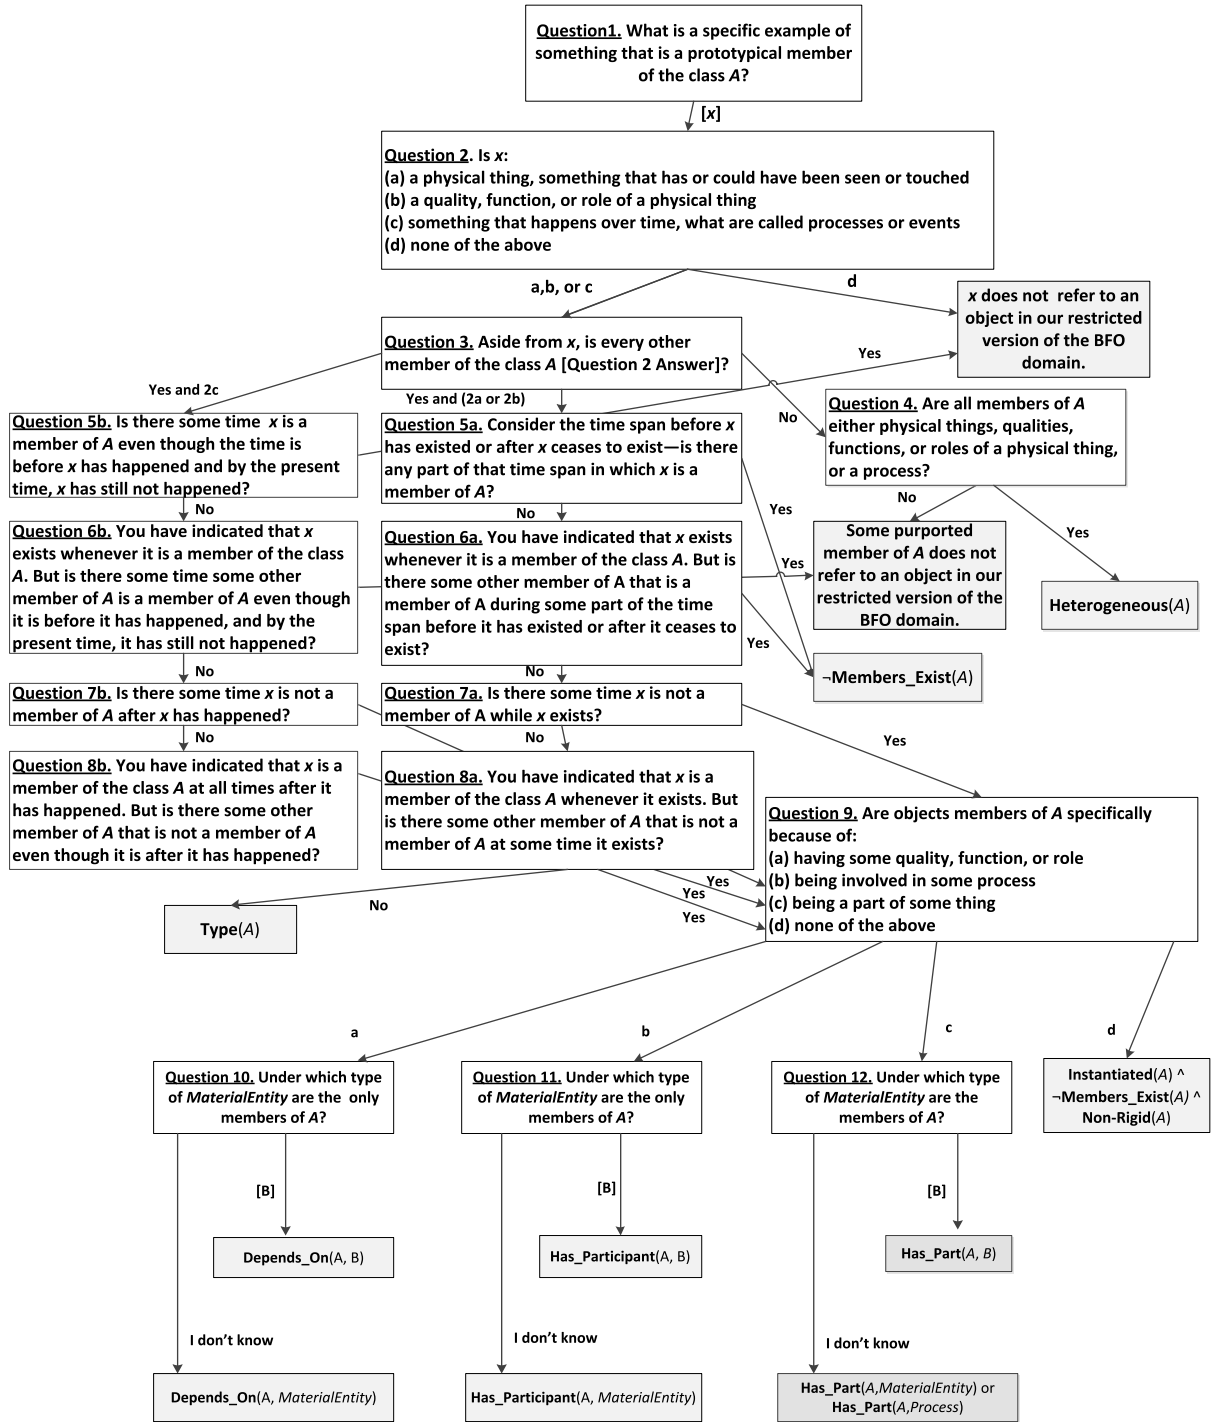 Question1. What is a specific example of
something that is a prototypical member
of the class A?
[x]
Question 2. Is x:
(a) a physical thing, something that has or could have been seen or touched
(b) a quality, function, or role of a physical thing
(c) something that happens over time, what are called processes or events
(d) none of the above
a,b, or c
d
x does not refer to an
object in our restricted
version of the BFO
domain.
Question 3. Aside from x, is every other
member of the class A [Question 2 Answer]?
Yes
Yes and 2c
Yes and (2a or 2b)
No
Question 4. Are all members of A
either physical things, qualities,
functions, or roles of a physical thing,
or a process?
Question 5b. Is there some time x is a
member of A even though the time is
before x has happened and by the present
time, x has still not happened?
Question 5a. Consider the time span before x
has existed or after x ceases to exist—is there
any part of that time span in which x is a
member of A?
No
Yes
No
No
Yes
Question 6b. You have indicated that x
exists whenever it is a member of the class
A. But is there some time some other
member of A is a member of A even though
it is before it has happened, and by the
present time, it has still not happened?
Question 6a. You have indicated that x exists
whenever it is a member of the class A. But is
there some other member of A that is a
member of A during some part of the time
span before it has existed or after it ceases to
exist?
Yes
Some purported
member of A does not
refer to an object in our
restricted version of the
BFO domain.
Heterogeneous(A)
Yes
¬Members_Exist(A)
No
No
Question 7b. Is there some time x is not a
member of A after x has happened?
Question 7a. Is there some time x is not a
member of A while x exists?
No
No
Yes
Question 8b. You have indicated that x is a
member of the class A at all times after it
has happened. But is there some other
member of A that is not a member of A
even though it is after it has happened?
Question 8a. You have indicated that x is a
member of the class A whenever it exists. But
is there some other member of A that is not a
member of A at some time it exists?
Question 9. Are objects members of A specifically
because of:
(a) having some quality, function, or role
(b) being involved in some process
(c) being a part of some thing
(d) none of the above
Yes
Yes
Yes
No
Type(A)
a
b
c
d
Question 10. Under which type
of MaterialEntity are the only
members of A?
Question 11. Under which type
of MaterialEntity are the only
members of A?
Question 12. Under which type
of MaterialEntity are the
members of A?
Instantiated(A) ^
¬Members_Exist(A) ^
Non-Rigid(A)
[B]
[B]
[B]
Depends_On(A, B)
Has_Participant(A, B)
Has_Part(A, B)
I don’t know
I don’t know
I don’t know
Depends_On(A, MaterialEntity)
Has_Participant(A, MaterialEntity)
Has_Part(A,MaterialEntity) or
Has_Part(A,Process)